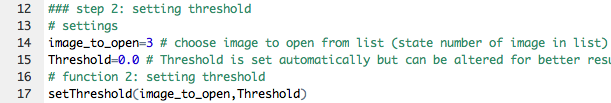 12 ### step 2: setting threshold
13 # settings
14 image_to_open=3 # choose image to open from list (state number of image in list)
15 Threshold=0.0 # Threshold is set automatically but can be altered for better
16 # function 2: setting threshold
17 setThreshold(image_to_open,Threshold)